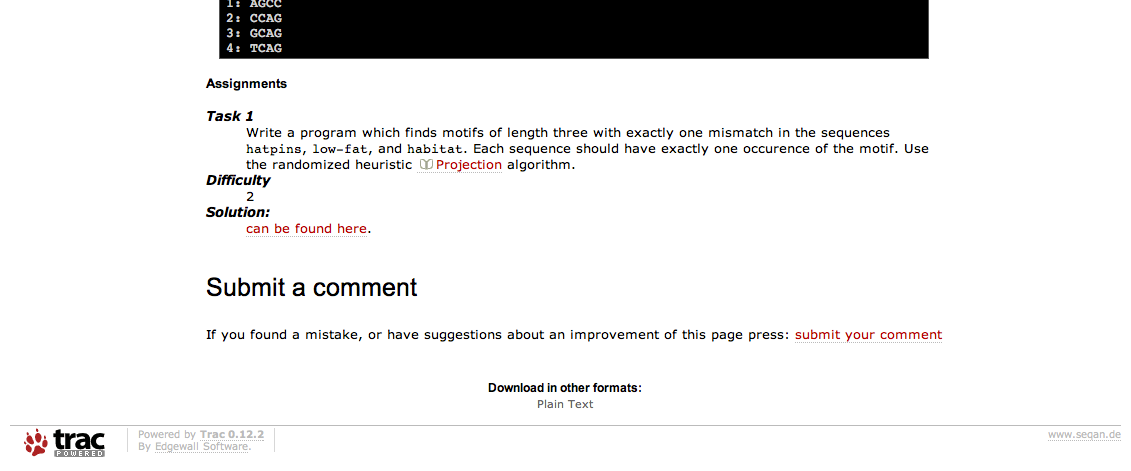 1: AGCC
2: CCAG
3: GCAG
4: TCAG
Assignments
Task 1
Write a program which finds motifs of length three with exactly one mismatch in the sequences
hatpins, low-fat, and habitat. Each sequence should have exactly one occurence of the motif. Use
the randomized heuristic Projection algorithm.
Difficulty
2
Solution:
can be found here.
Submit a comment
If you found a mistake, or have suggestions about an improvement of this page press: submit your comment
Download in other formats:
Plain Text
trac
POWERED
Powered by Trac 0.12.2
By Edgewall Software.
www.seqan.de